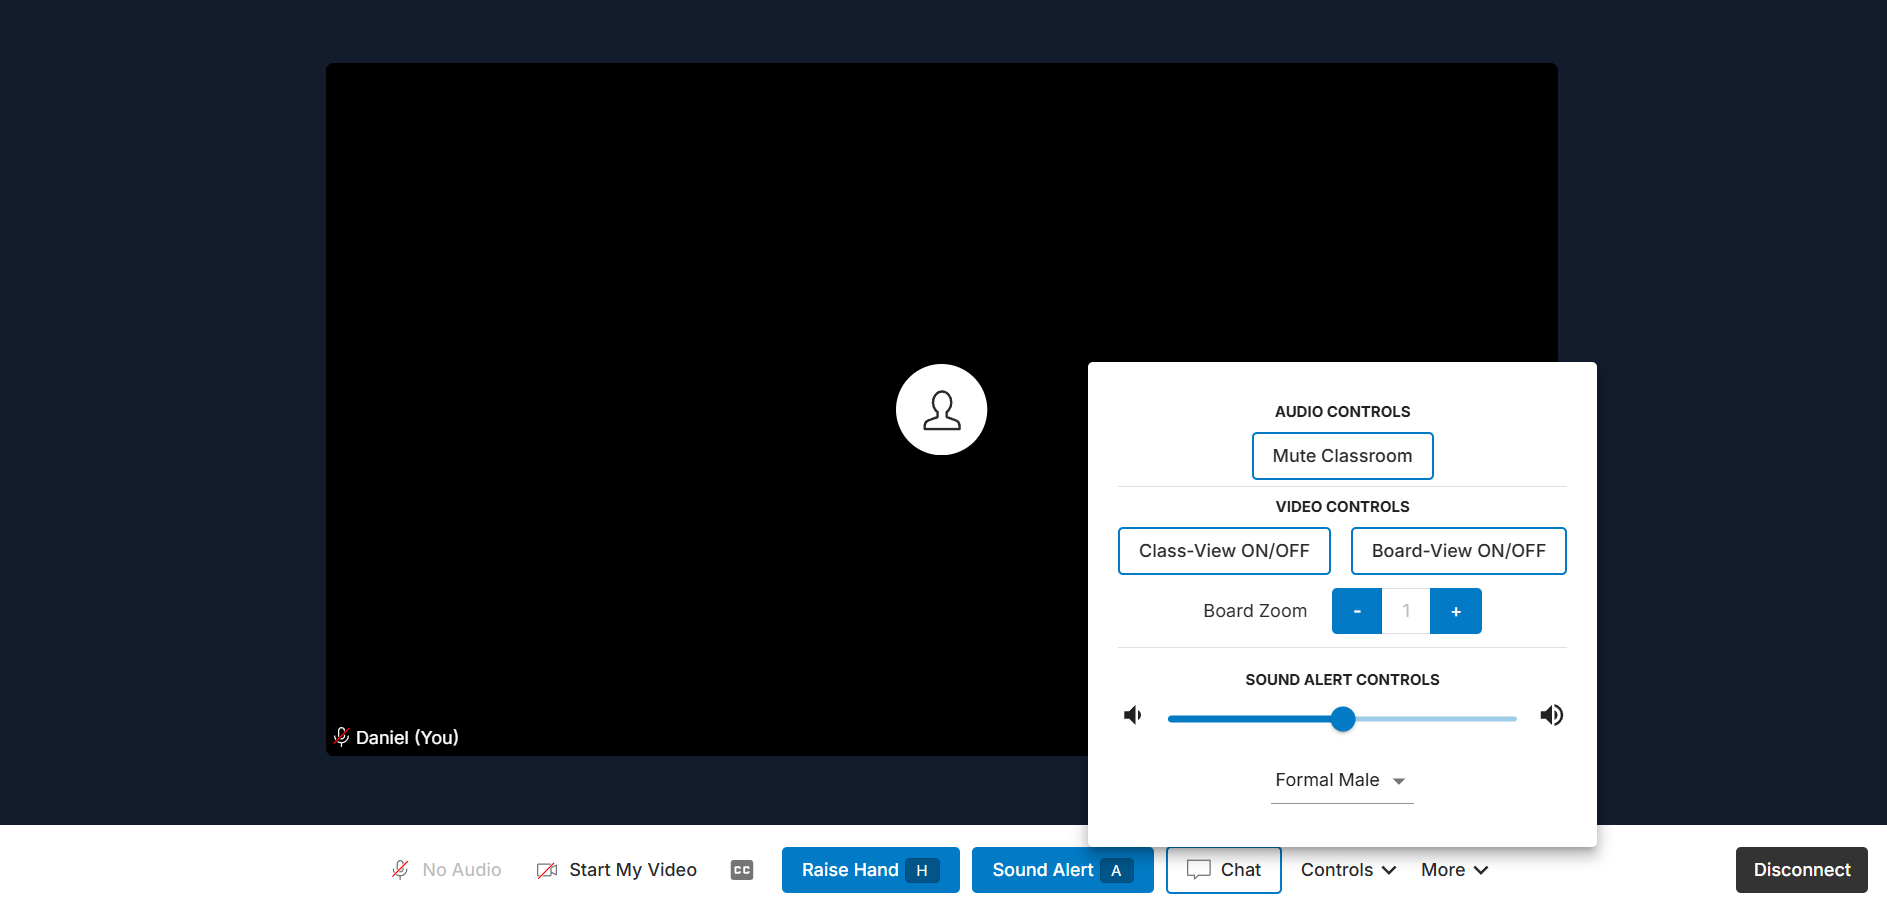 Daniel (You)
AUDIO CONTROLS
Mute Classroom
VIDEO CONTROLS
Class-View ON/OFF Board-View ON/OFF
Board Zoom - 1 +
SOUND ALERT CONTROLS
Formal Male
No Audio Start My Video CC Raise Hand H Sound Alert A Chat Controls More Disconnect